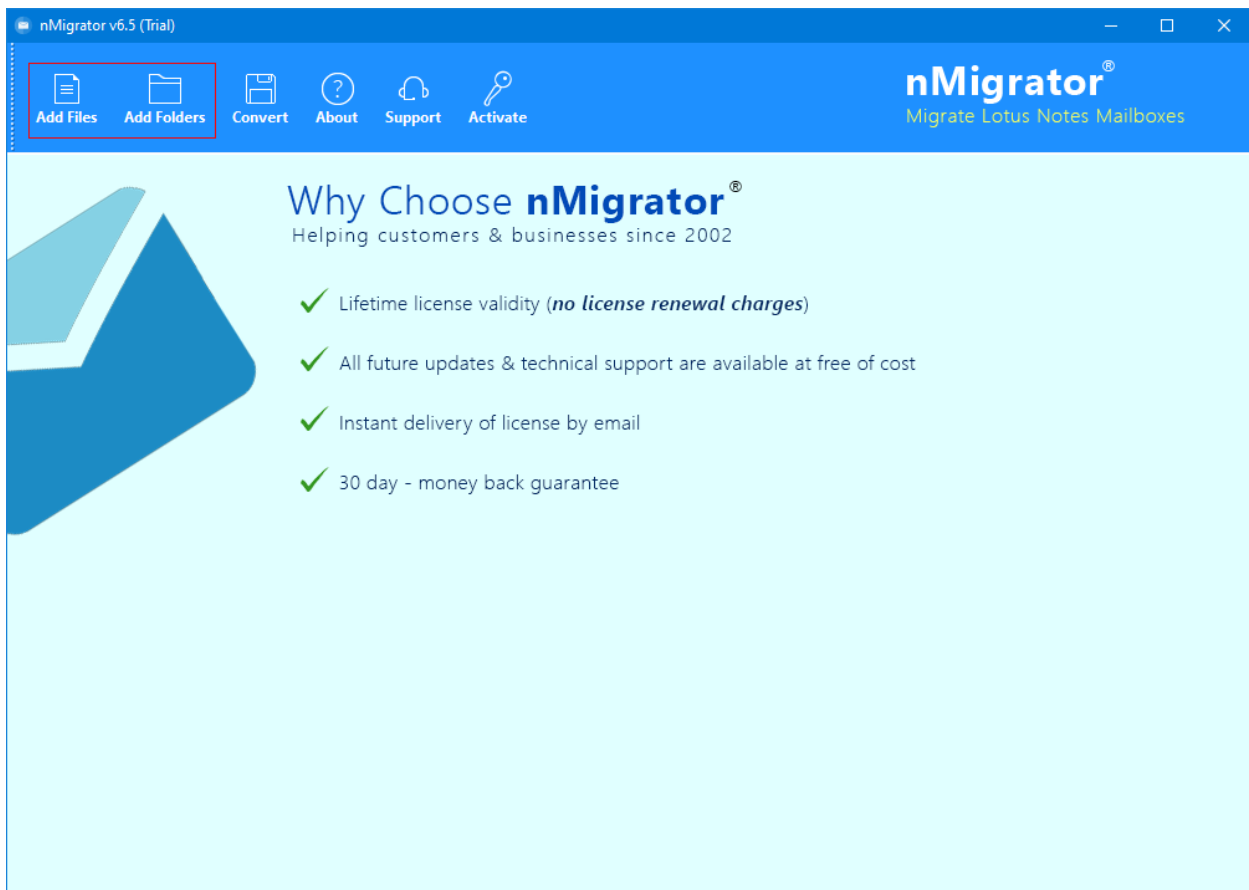 nMigrator v6.5 (Trial)
Add Files Add Folders Convert About Support Activate
nMigrator®
Migrate Lotus Notes Mailboxes
Why Choose nMigrator®
Helping customers & businesses since 2002
Lifetime license validity (no license renewal charges)
All future updates & technical support are available at free of cost
Instant delivery of license by email
30 day - money back guarantee